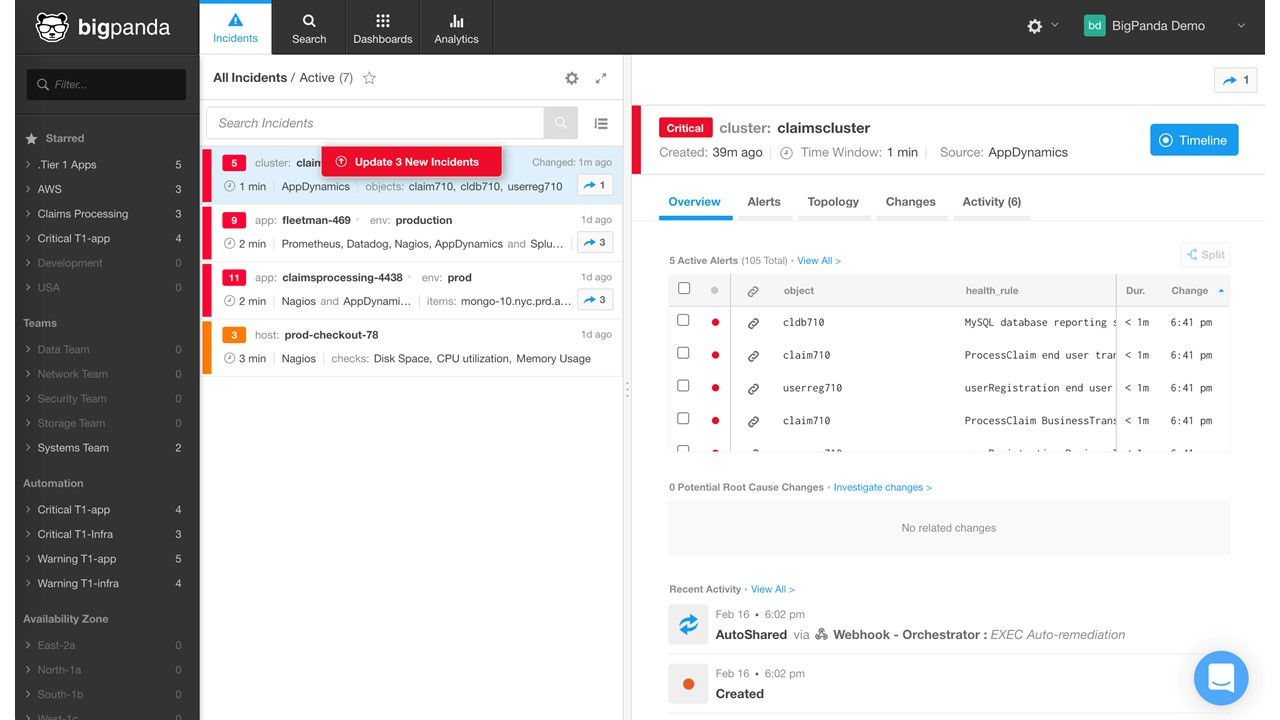 bigpanda
Incidents
Search
Dashboards
Analytics
bd BigPanda Demo
Filter...
Starred
.Tier 1 Apps 5
AWS 3
Claims Processing 3
Critical T1-app 4
Development 0
USA 0
Teams
Data Team 0
Network Team 0
Security Team 0
Storage Team 0
Systems Team 2
Automation
Critical T1-app 4
Critical T1-Infra 3
Warning T1-app 5
Warning T1-infra 4
Availability Zone
East-2a 0
North-1a 0
South-1b 0
West-1c 0
All Incidents / Active (7)
Search Incidents
Update 3 New Incidents
5 cluster: claim Changed: 1m ago
1 min AppDynamics objects: claim710, cldb710, userreg710 1
9 app: fleetman-469 env: production 1d ago
2 min Prometheus, Datadog, Nagios, AppDynamics and Splu... 3
11 app: claimsprocessing-4438 env: prod 1d ago
2 min Nagios and AppDynami... items: mongo-10.nyc.prd.a... 3
3 host: prod-checkout-78 1d ago
3 min Nagios checks: Disk Space, CPU utilization, Memory Usage
1
Critical cluster: claimscluster
Created: 39m ago Time Window: 1 min Source: AppDynamics
Timeline
Overview Alerts Topology Changes Activity (6)
5 Active Alerts (105 Total) • View All >
Split
object health_rule Dur. Change
cldb710 MySQL database reporting s < 1m 6:41 pm
claim710 ProcessClaim end user tran < 1m 6:41 pm
userreg710 userRegistration end user < 1m 6:41 pm
claim710 ProcessClaim BusinessTrans < 1m 6:41 pm
0 Potential Root Cause Changes • Investigate changes >
No related changes
Recent Activity • View All >
Feb 16 • 6:02 pm
AutoShared via Webhook - Orchestrator : EXEC Auto-remediation
Feb 16 • 6:02 pm
Created